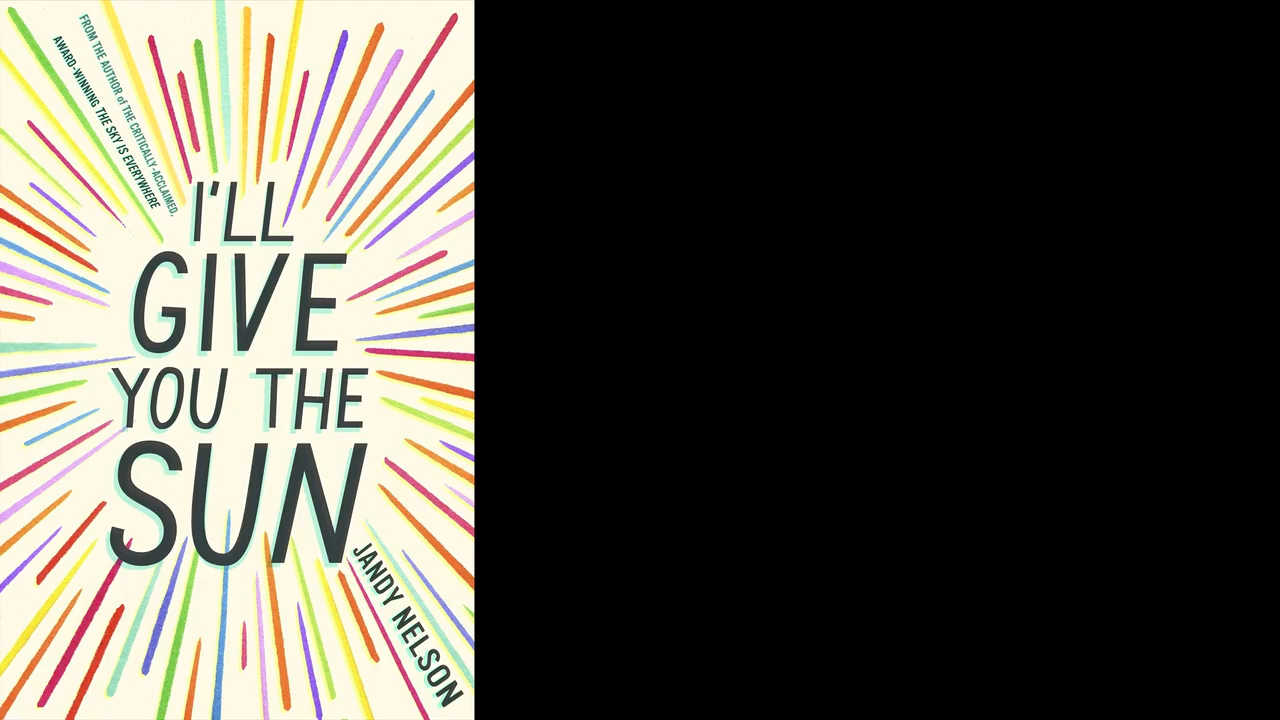 FROM THE AUTHOR of THE CRITICALLY-ACCLAIMED,
AWARD-WINNING THE SKY IS EVERYWHERE
I'LL
GIVE
YOU THE
SUN
JANDY NELSON